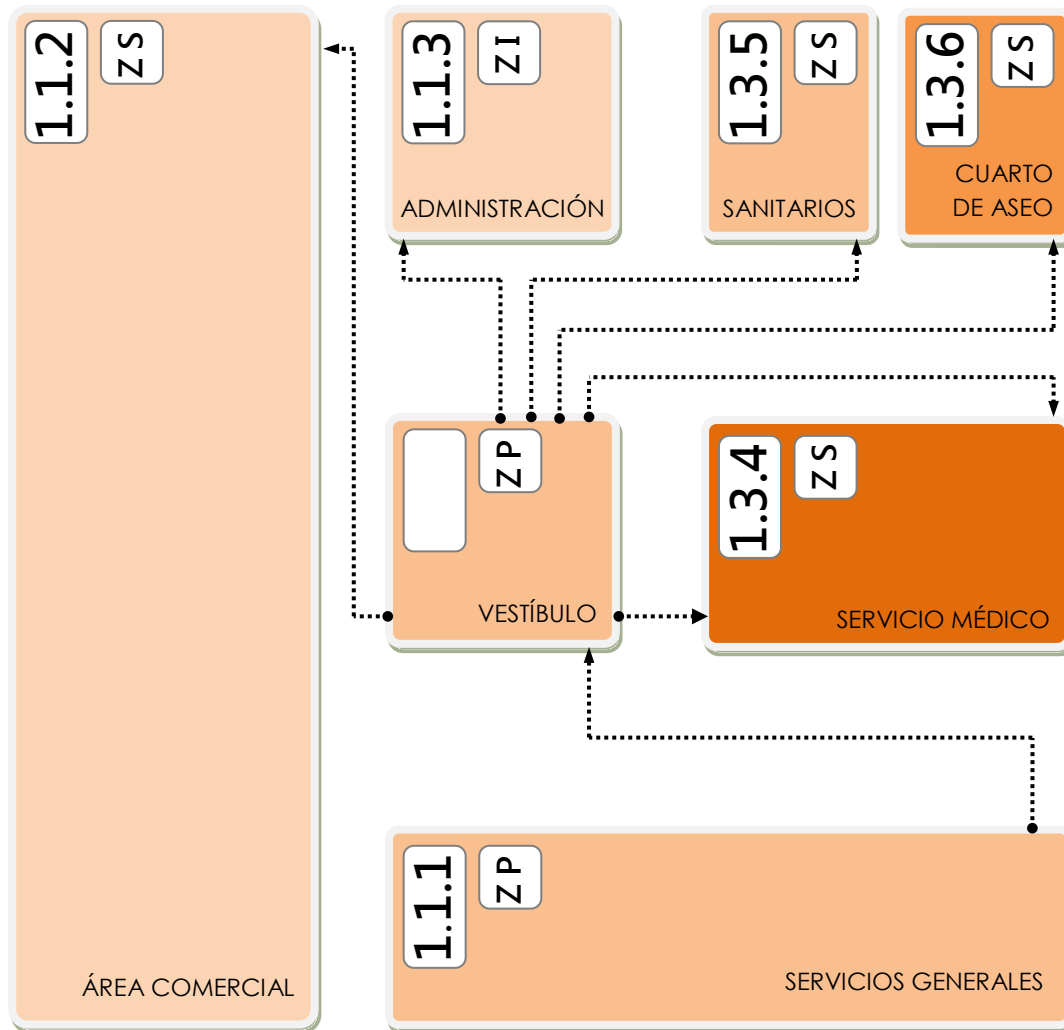 1.1.2
Z S
ÁREA COMERCIAL
1.1.3
Z I
ADMINISTRACIÓN
1.3.5
Z S
SANITARIOS
1.3.6
Z S
CUARTO
DE ASEO
Z P
VESTÍBULO
1.3.4
Z S
SERVICIO MÉDICO
1.1.1
Z P
SERVICIOS GENERALES